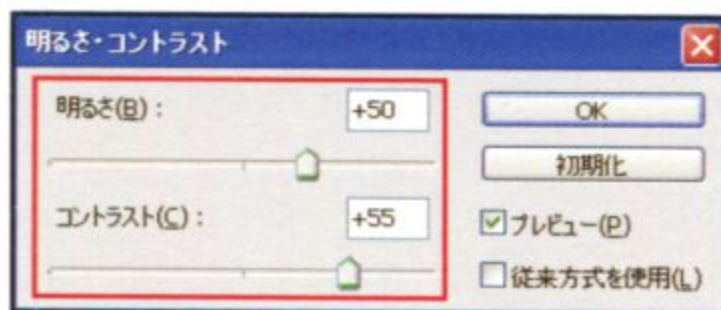 明るさ・コントラスト
明るさ(B)：
+50
OK
初期化
コントラスト(C)：
+55
プレビュー(P)
従来方式を使用(L)